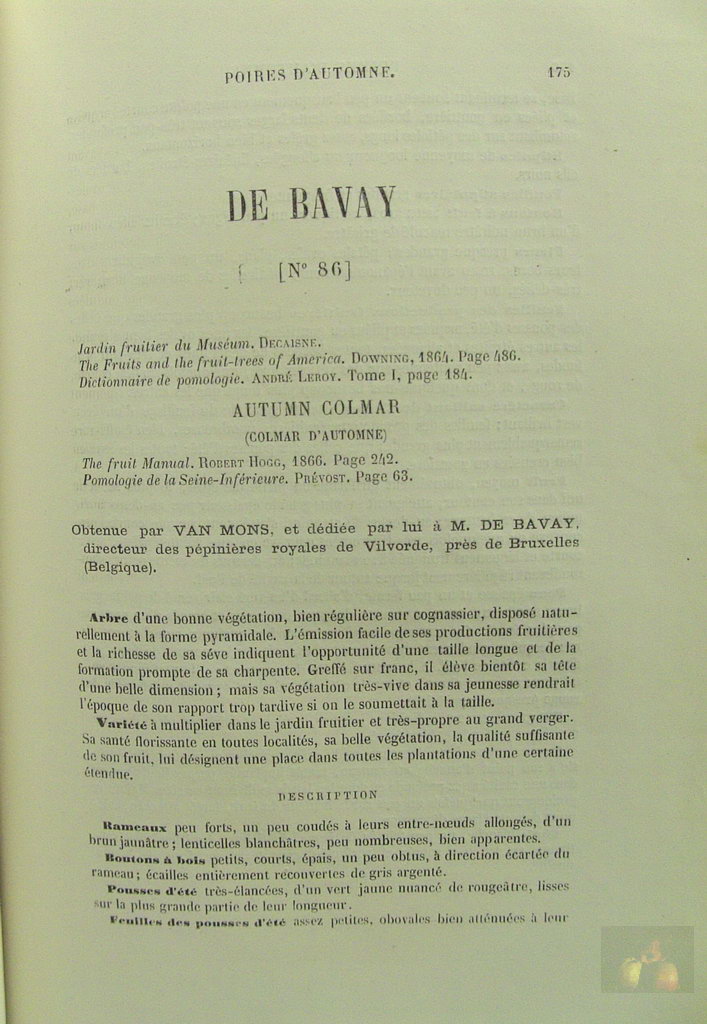 POIRES D'AUTOMNE.
175
DE BAVAY
[N° 86]
Jardin fruitier du Muséum. DECAISNE.
The Fruits and the fruit-trees of America. DOWNING, 1864. Page 486.
Dictionnaire de pomologie. ANDRÉ LEROY. Tome I, page 184.
AUTUMN COLMAR
(COLMAR D'AUTOMNE)
The fruit Manual. ROBERT HOGG, 1866. Page 242.
Pomologie de la Seine-Inférieure. PRÉVOST. Page 63.
Obtenue par VAN MONS, et dédiée par lui à M. DE BAVAY,
directeur des pépinières royales de Vilvorde, près de Bruxelles
(Belgique).
Arbre d'une bonne végétation, bien régulière sur cognassier, disposé natu-
rellement à la forme pyramidale. L'émission facile de ses productions fruitières
et la richesse de sa séve indiquent l'opportunité d'une taille longue et de la
formation prompte de sa charpente. Greffé sur franc, il élève bientôt sa tête
d'une belle dimension; mais sa végétation très-vive dans sa jeunesse rendrait
l'époque de son rapport trop tardive si on le soumettait à la taille.
Variété à multiplier dans le jardin fruitier et très-propre au grand verger.
Sa santé florissante en toutes localités, sa belle végétation, la qualité suffisante
de son fruit, lui désignent une place dans toutes les plantations d'une certaine
étendue.
DESCRIPTION
Rameaux peu forts, un peu coudés à leurs entre-nœuds allongés, d'un
brun jaunâtre; lenticelles blanchâtres, peu nombreuses, bien apparentes.
Boutons à bois petits, courts, épais, un peu obtus, à direction écartée du
rameau; écailles entièrement recouvertes de gris argenté.
Pousses d'été très-élancées, d'un vert jaune nuancé de rougeâtre, lisses
sur la plus grande partie de leur longueur.
Feuilles des pousses d'été assez petites, obovales bien atténuées à leur